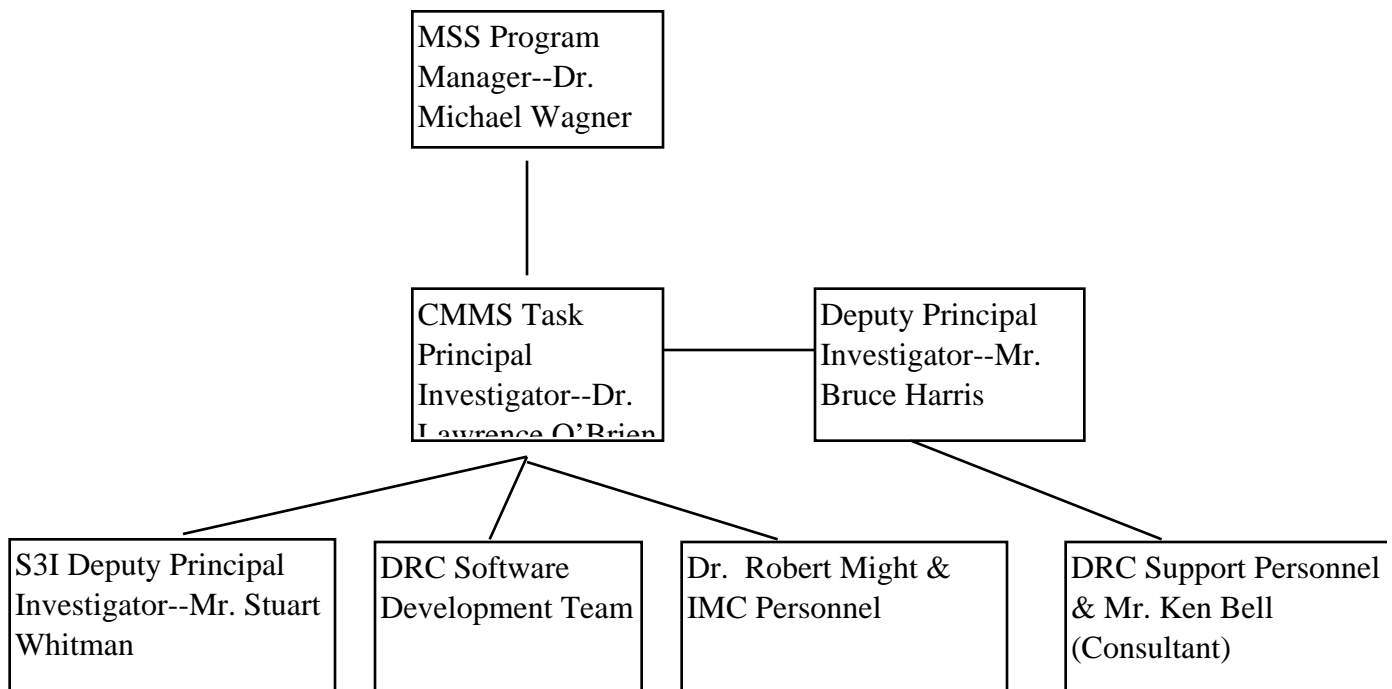 MSS Program
Manager--Dr.
Michael Wagner
CMMS Task
Principal
Investigator--Dr.
Lawrence O'Brien
Deputy Principal
Investigator--Mr.
Bruce Harris
S3I Deputy Principal
Investigator--Mr. Stuart
Whitman
DRC Software
Development Team
Dr.  Robert Might &
IMC Personnel
DRC Support Personnel
& Mr. Ken Bell
(Consultant)